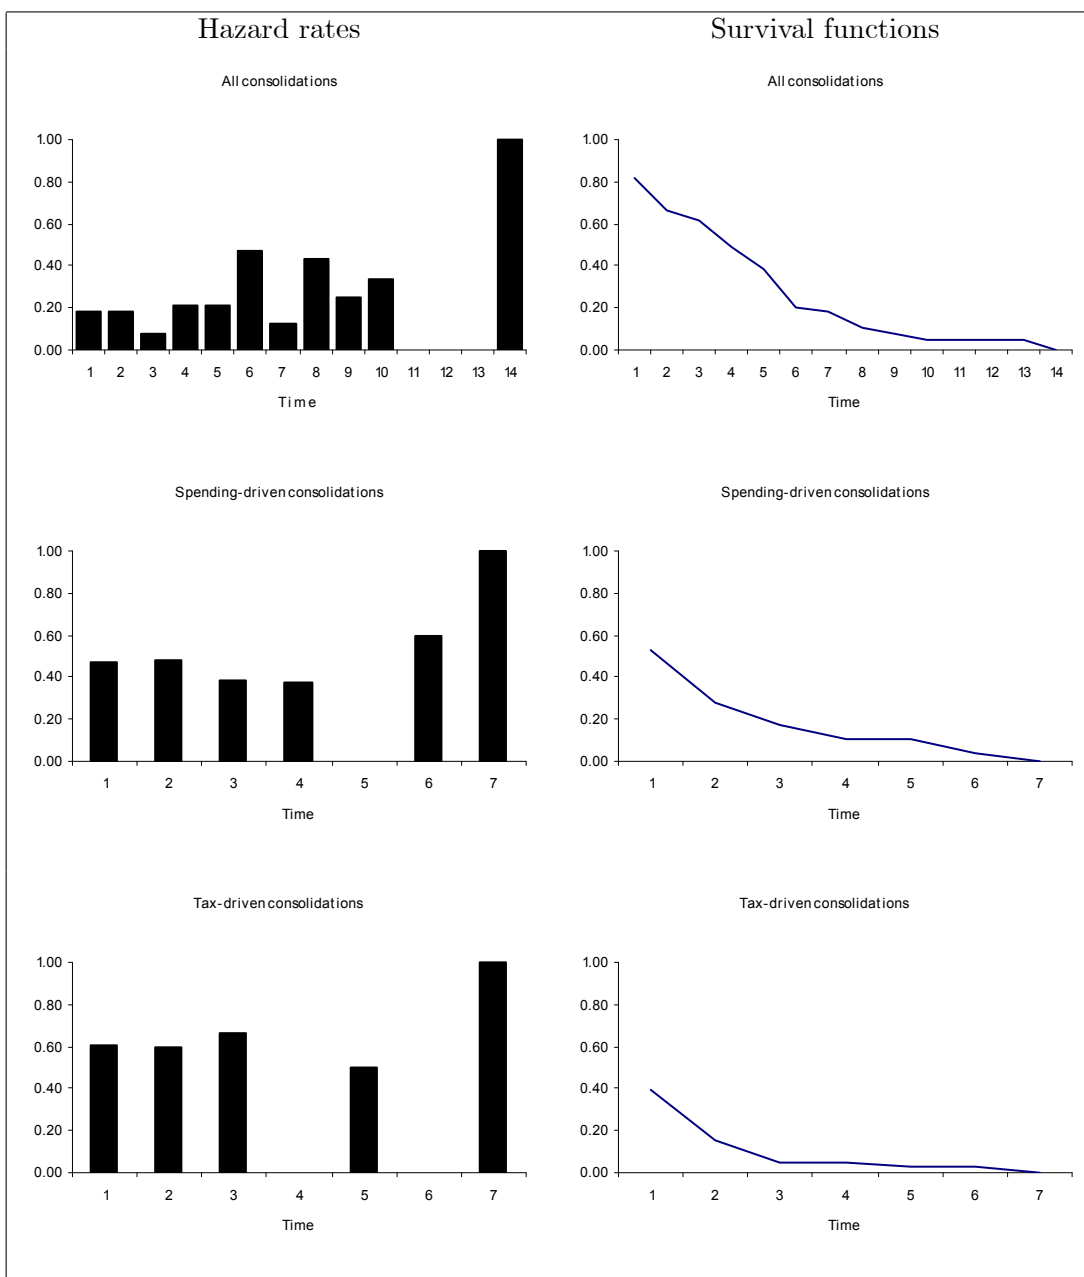 Hazard rates
Survival functions
All consolidations
All consolidations
1.00
0.80
0.60
0.40
0.20
0.00
1 2 3 4 5 6 7 8 9 10 11 12 13 14
Time
1.00
0.80
0.60
0.40
0.20
0.00
1 2 3 4 5 6 7 8 9 10 11 12 13 14
Time
Spending-driven consolidations
Spending-driven consolidations
1.00
0.80
0.60
0.40
0.20
0.00
1 2 3 4 5 6 7
Time
1.00
0.80
0.60
0.40
0.20
0.00
1 2 3 4 5 6 7
Time
Tax-driven consolidations
Tax-driven consolidations
1.00
0.80
0.60
0.40
0.20
0.00
1 2 3 4 5 6 7
Time
1.00
0.80
0.60
0.40
0.20
0.00
1 2 3 4 5 6 7
Time